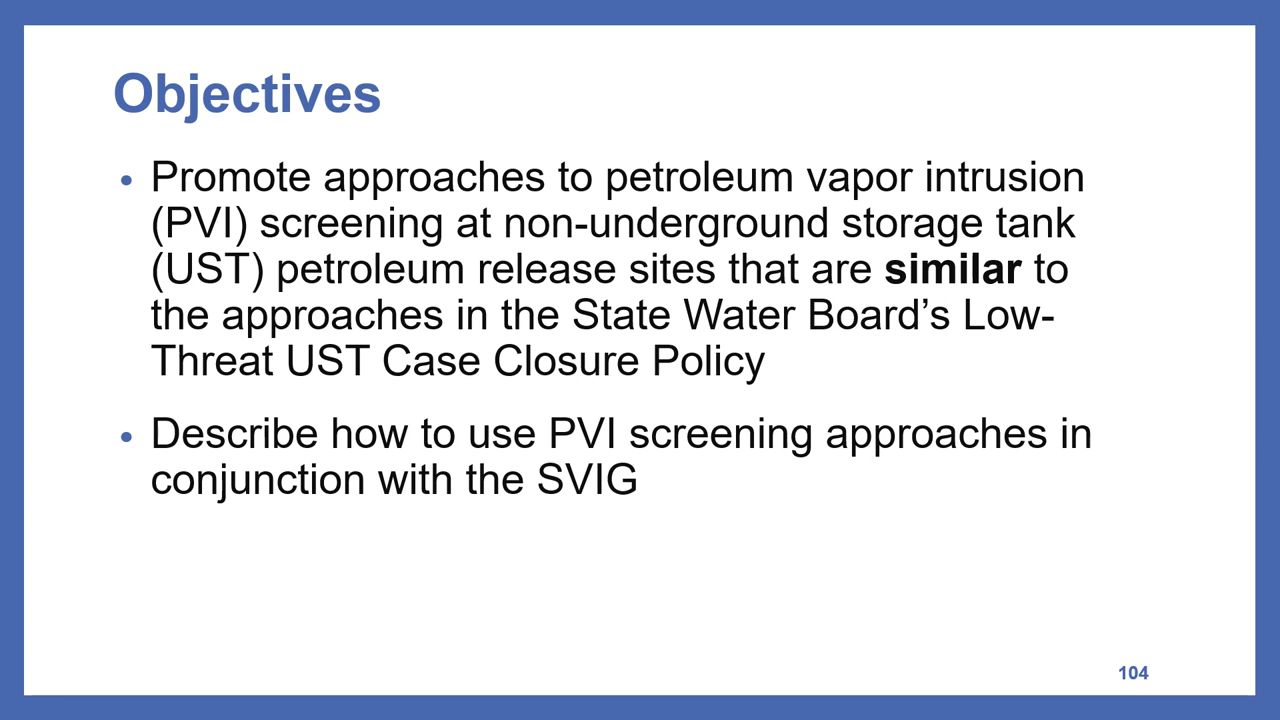 Objectives
• Promote approaches to petroleum vapor intrusion
(PVI) screening at non-underground storage tank
(UST) petroleum release sites that are similar to
the approaches in the State Water Board’s Low-
Threat UST Case Closure Policy
• Describe how to use PVI screening approaches in
conjunction with the SVIG
104